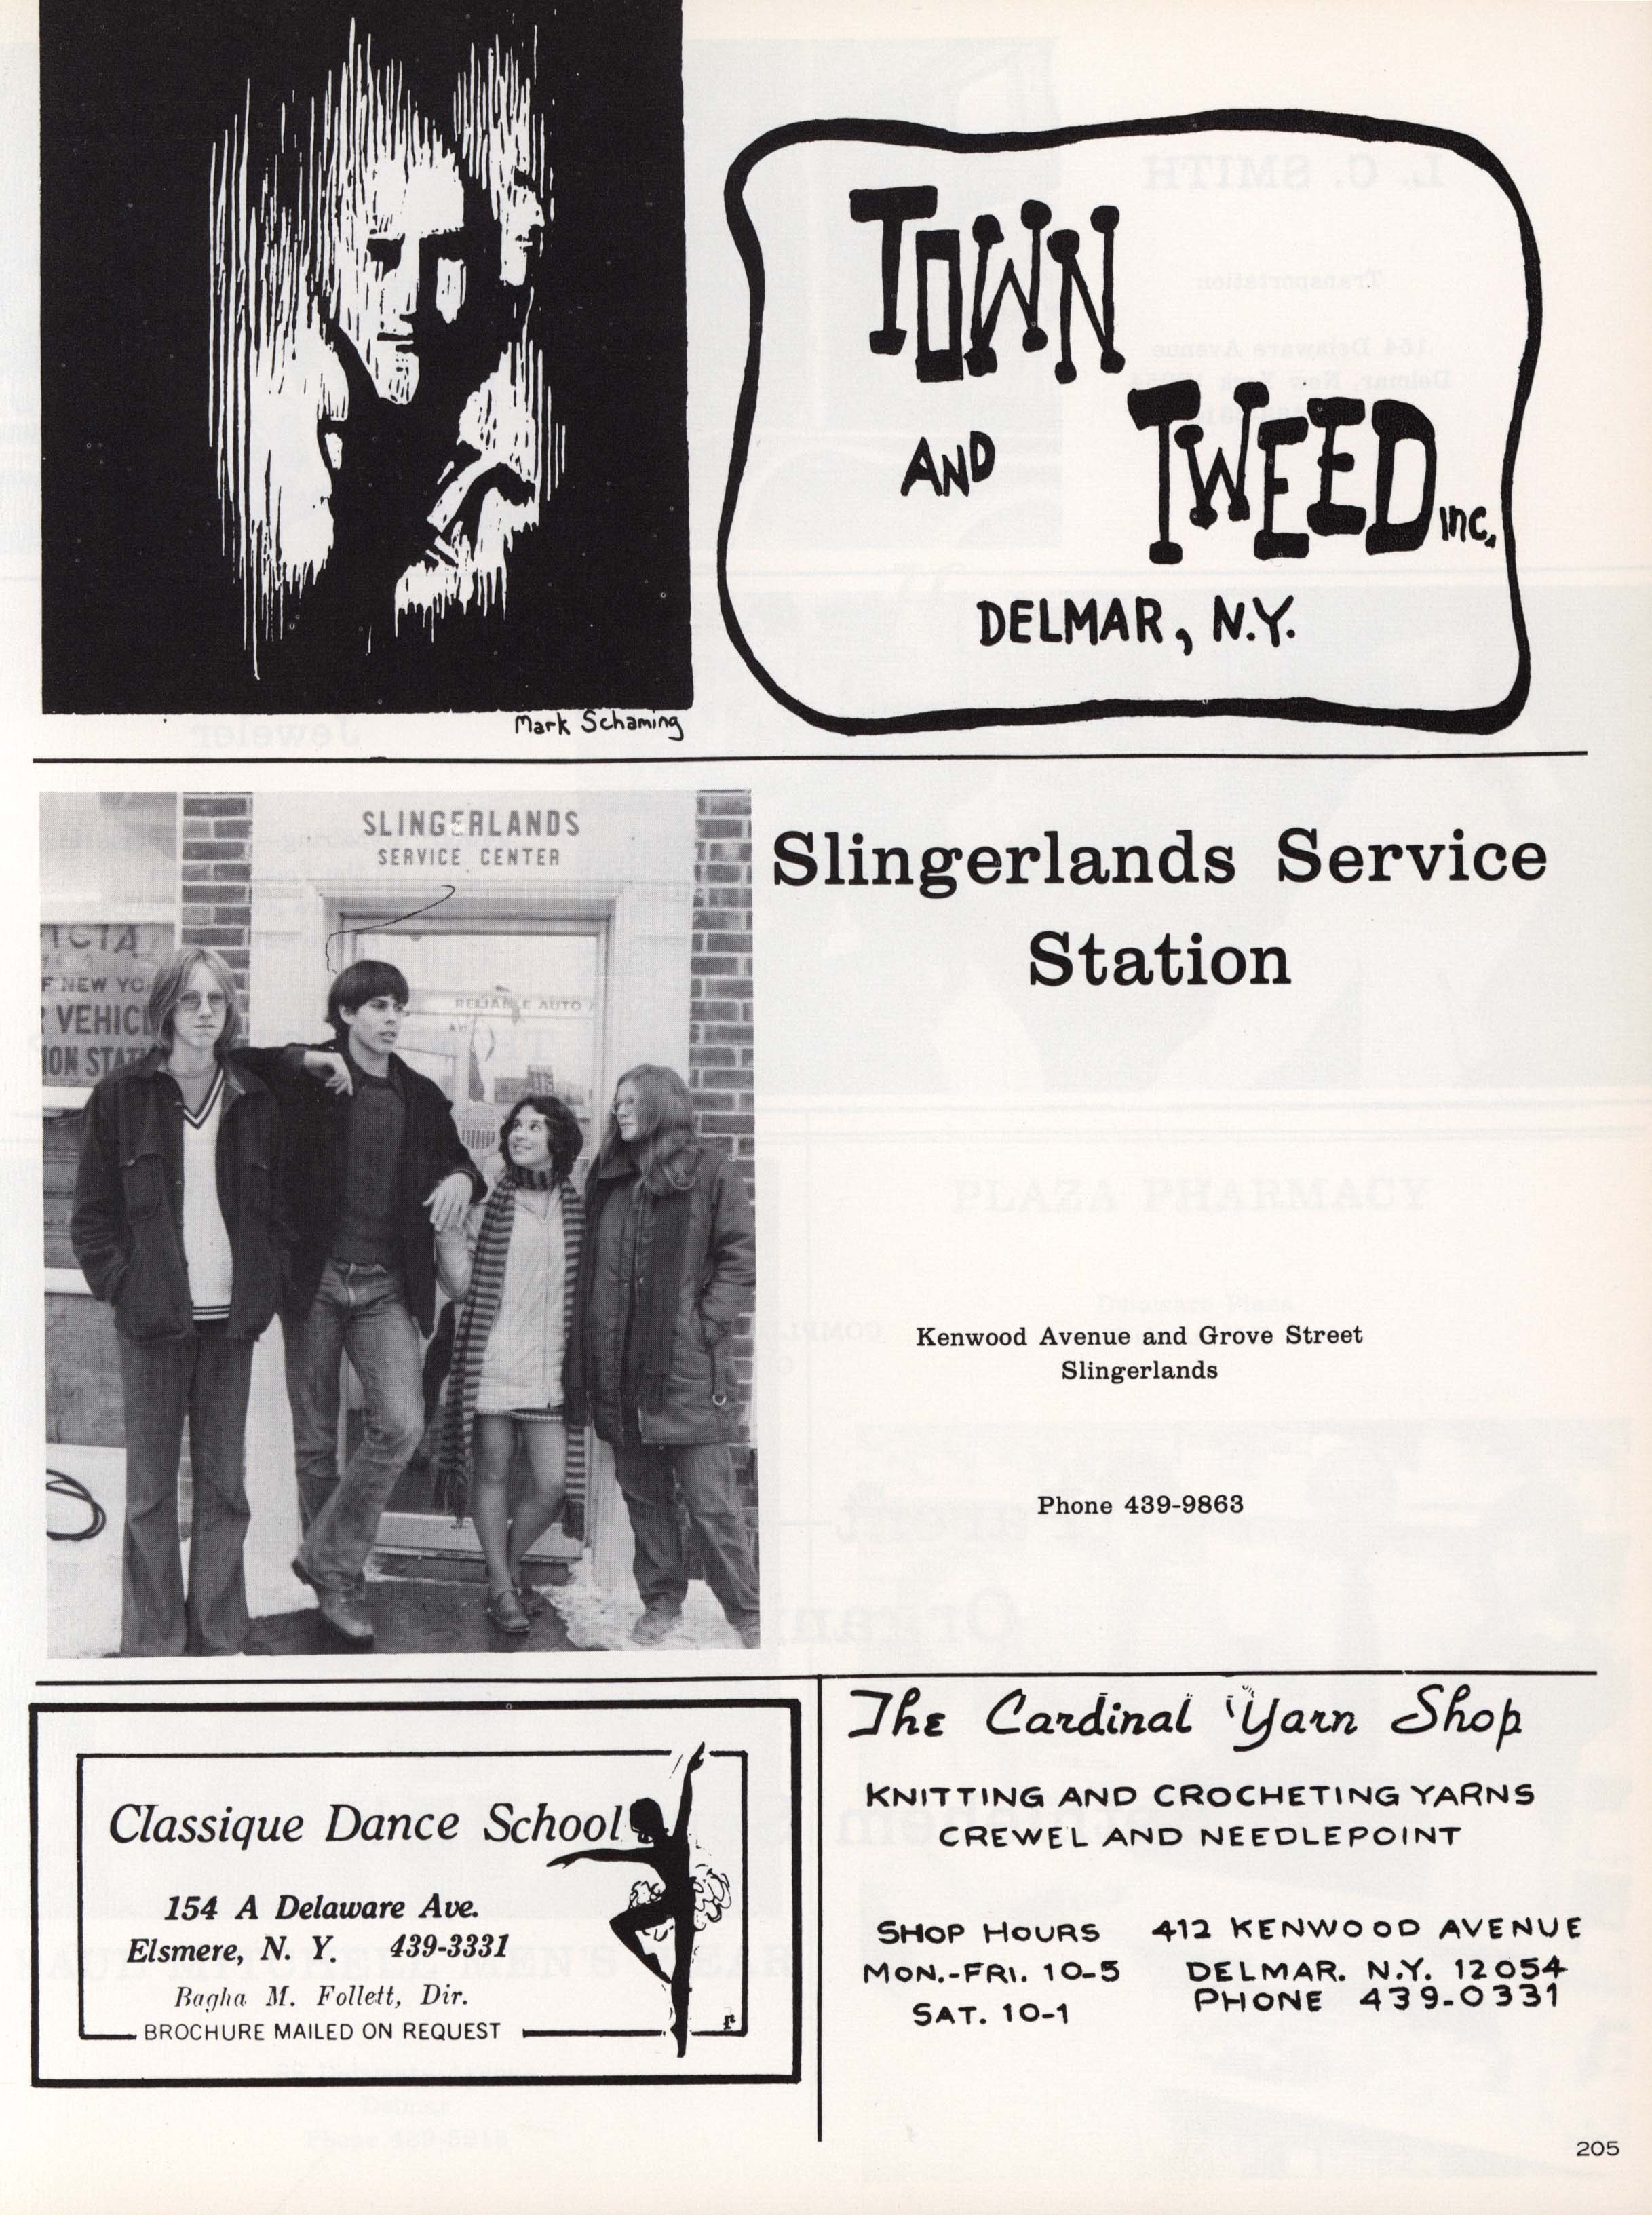 Mark Schaming
TOWN
AND TWEED inc.
DELMAR, N.Y.
SLINGERLANDS
SERVICE CENTER
F NEW YO
VEHICL
ION STAT
RELIABLE AUTO
Slingerlands Service
Station
Kenwood Avenue and Grove Street
Slingerlands
Phone 439-9863
Classique Dance School
154 A Delaware Ave.
Elsmere, N. Y. 439-3331
Bagha M. Follett, Dir.
BROCHURE MAILED ON REQUEST
The Cardinal Yarn Shop
KNITTING AND CROCHETING YARNS
CREWEL AND NEEDLEPOINT
SHOP HOURS
MON.-FRI. 10-5
SAT. 10-1
412 KENWOOD AVENUE
DELMAR. N.Y. 12054
PHONE 439-0331
205